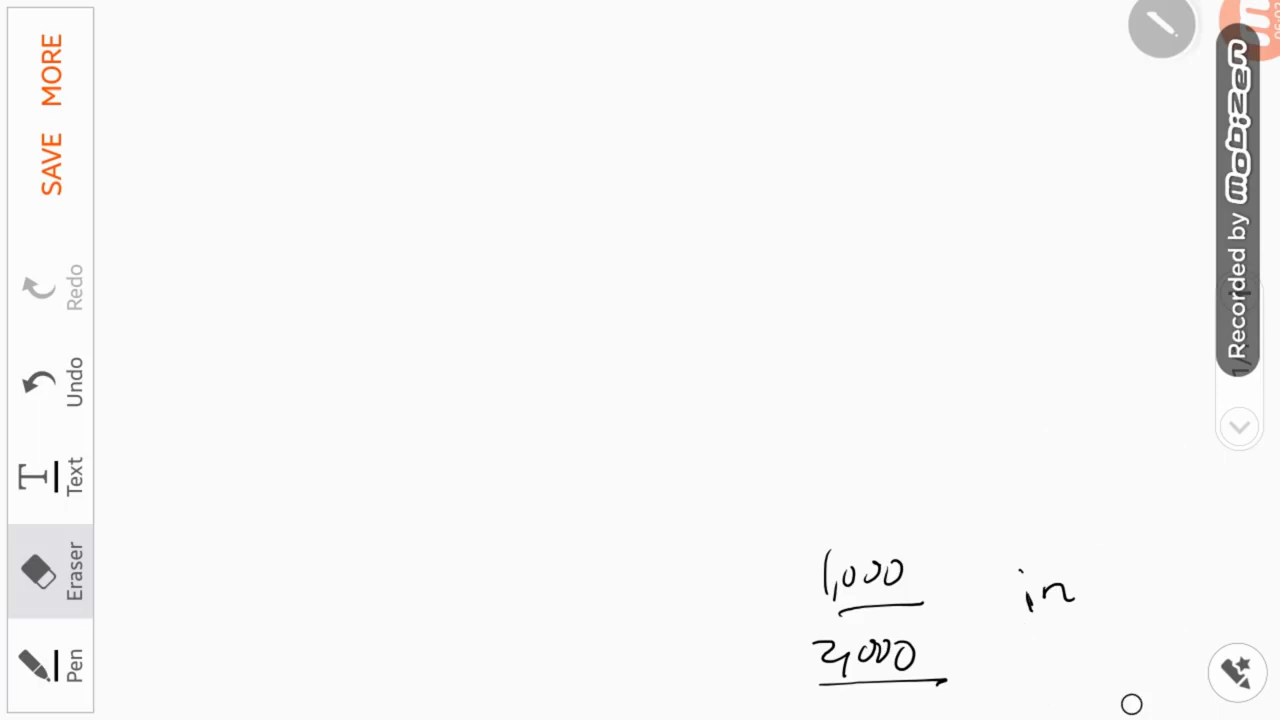 SAVE MORE
Redo
Undo
T Text
Eraser
Pen
1,000 in
2,000
Recorded by mobizen